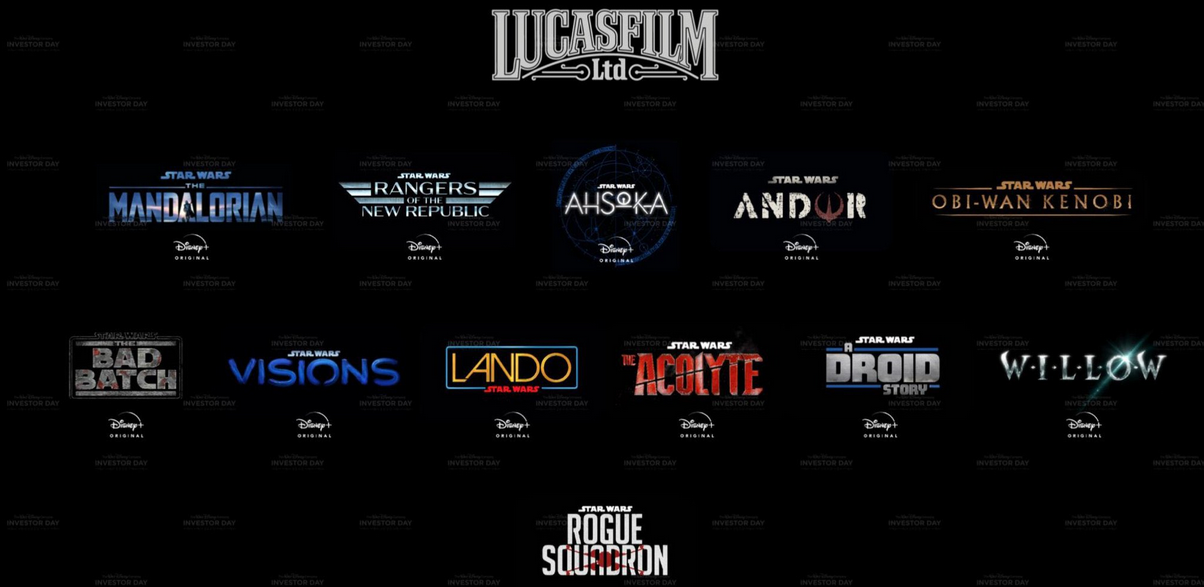 LUCASFILM
Ltd
STAR WARS
THE
MANDALORIAN
Disney+
ORIGINAL
STAR WARS
RANGERS
OF THE
NEW REPUBLIC
Disney+
ORIGINAL
STAR WARS
AHSOKA
Disney+
ORIGINAL
STAR WARS
ANDOR
Disney+
ORIGINAL
STAR WARS
OBI-WAN KENOBI
Disney+
ORIGINAL
STAR WARS
THE
BAD
BATCH
Disney+
ORIGINAL
STAR WARS
VISIONS
Disney+
ORIGINAL
LANDO
STAR WARS
Disney+
ORIGINAL
STAR WARS
THE ACOLYTE
Disney+
ORIGINAL
STAR WARS
A
DROID
STORY
Disney+
ORIGINAL
W·I·L·L·O·W
Disney+
ORIGINAL
STAR WARS
ROGUE
SQUADRON
INVESTOR DAY